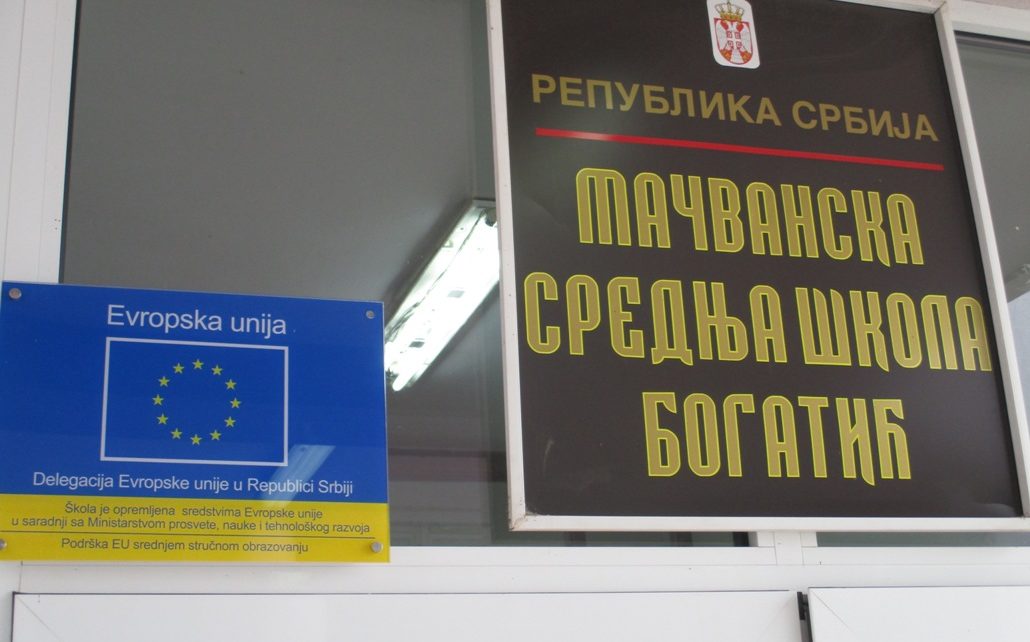 Evropska unija
Delegacija Evropske unije u Republici Srbiji
Škola je opremljena sredstvima Evropske unije
u saradnji sa Ministarstvom prosvete, nauke i tehnološkog razvoja
Podrška EU srednjem stručnom obrazovanju
РЕПУБЛИКА СРБИЈА
МАЧВАНСКА
СРЕДЊА ШКОЛА
БОГАТИЋ